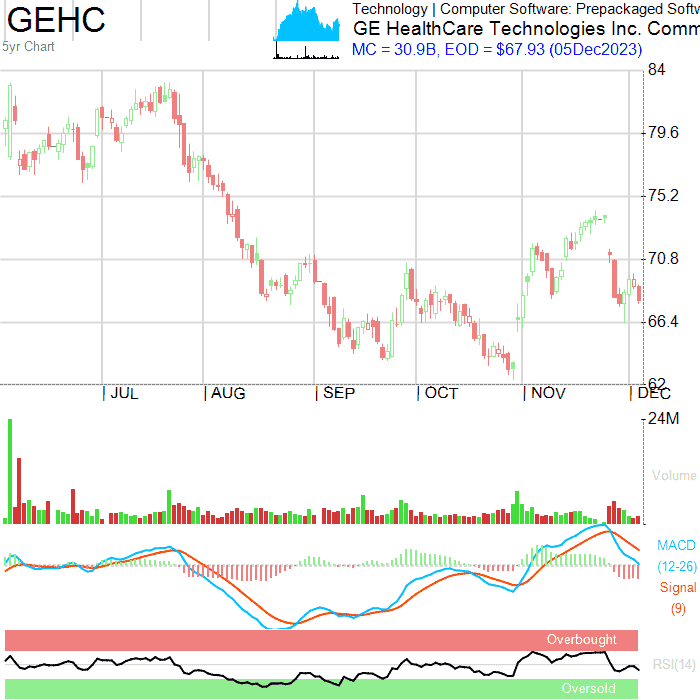 GEHC
5yr Chart
Technology | Computer Software: Prepackaged Softw
GE HealthCare Technologies Inc. Comm
MC = 30.9B, EOD = $67.93 (05Dec2023)
84
79.6
75.2
70.8
66.4
62
| JUL | AUG | SEP | OCT | NOV | DEC
24M
Volume
MACD
(12-26)
Signal
(9)
Overbought
RSI(14)
Oversold